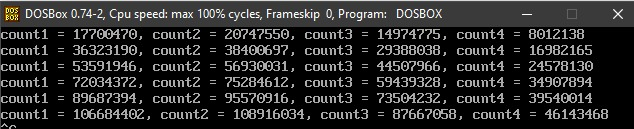 DOSBox 0.74-2, Cpu speed: max 100% cycles, Frameskip 0, Program: DOSBOX
count1 = 17700470, count2 = 20747550, count3 = 14974775, count4 = 8012138
count1 = 36323190, count2 = 38400697, count3 = 29388038, count4 = 16982165
count1 = 53591946, count2 = 56930031, count3 = 44507966, count4 = 24578130
count1 = 72034372, count2 = 75284612, count3 = 59439328, count4 = 34907894
count1 = 89687394, count2 = 95570916, count3 = 73504232, count4 = 39540014
count1 = 106684402, count2 = 108916034, count3 = 87667058, count4 = 46143468
^C